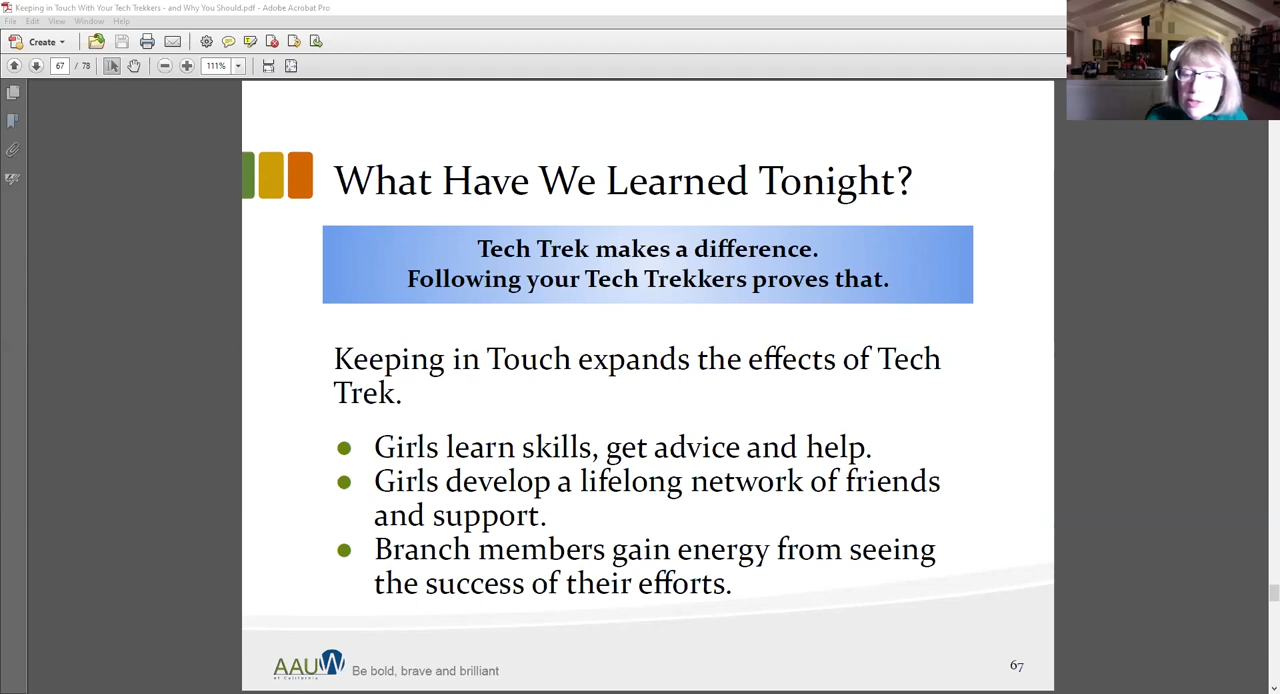 Keeping in Touch With Your Tech Trekkers - and Why You Should.pdf - Adobe Acrobat Pro
File Edit View Window Help
Create
67 / 78 111%
What Have We Learned Tonight?
Tech Trek makes a difference.
Following your Tech Trekkers proves that.
Keeping in Touch expands the effects of Tech
Trek.
● Girls learn skills, get advice and help.
● Girls develop a lifelong network of friends
and support.
● Branch members gain energy from seeing
the success of their efforts.
AAUW
of California
Be bold, brave and brilliant
67